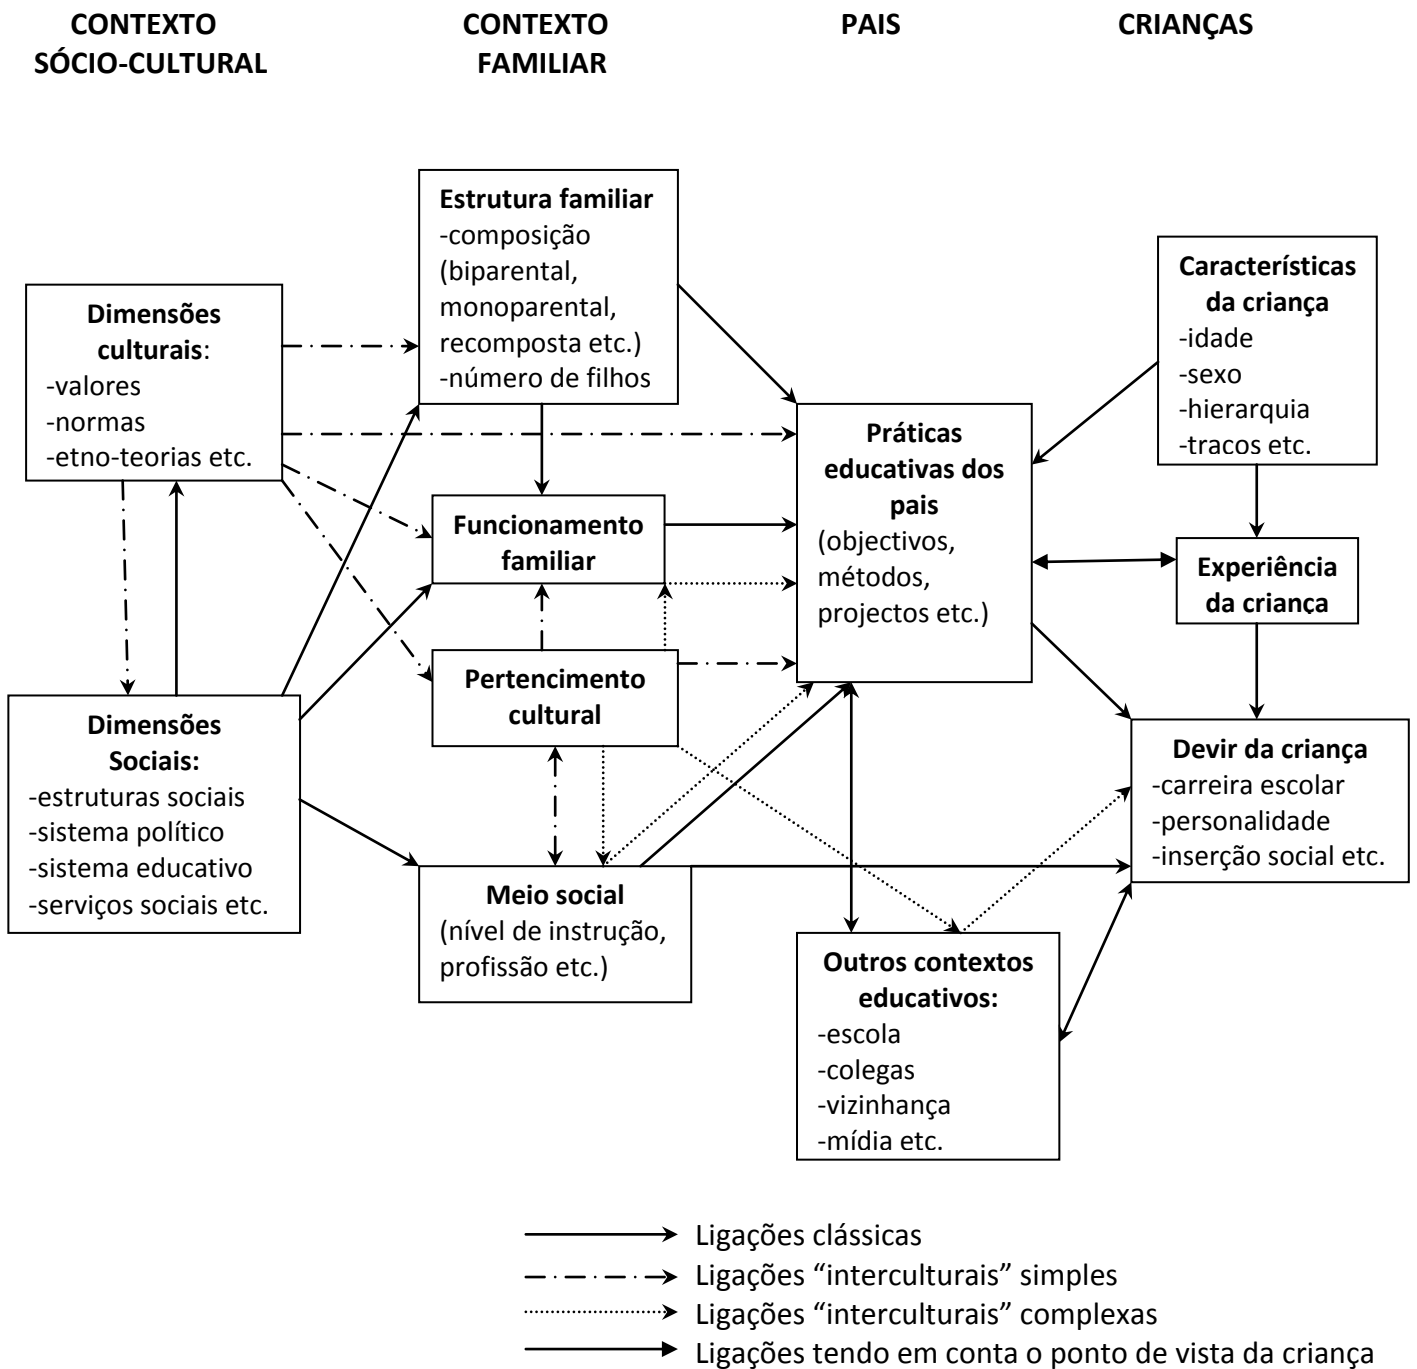 CONTEXTO
SÓCIO-CULTURAL
CONTEXTO
FAMILIAR
PAIS
CRIANÇAS
Dimensões
culturais:
-valores
-normas
-etno-teorias etc.
Dimensões
Sociais:
-estruturas sociais
-sistema político
-sistema educativo
-serviços sociais etc.
Estrutura familiar
-composição
(biparental,
monoparental,
recomposta etc.)
-número de filhos
Funcionamento
familiar
Pertencimento
cultural
Meio social
(nível de instrução,
profissão etc.)
Práticas
educativas dos
pais
(objectivos,
métodos,
projectos etc.)
Outros contextos
educativos:
-escola
-colegas
-vizinhança
-mídia etc.
Características
da criança
-idade
-sexo
-hierarquia
-tracos etc.
Experiência
da criança
Devir da criança
-carreira escolar
-personalidade
-inserção social etc.
Ligações clássicas
Ligações “interculturais” simples
Ligações “interculturais” complexas
Ligações tendo em conta o ponto de vista da criança